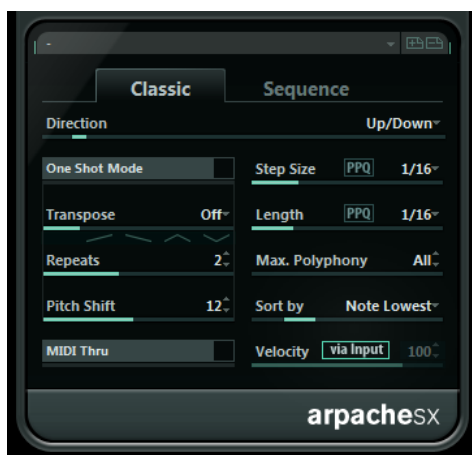 -
Classic Sequence
Direction Up/Down
One Shot Mode Step Size PPQ 1/16
Transpose Off Length PPQ 1/16
Repeats 2 Max. Polyphony All
Pitch Shift 12 Sort by Note Lowest
MIDI Thru Velocity via Input 100
arpachesx